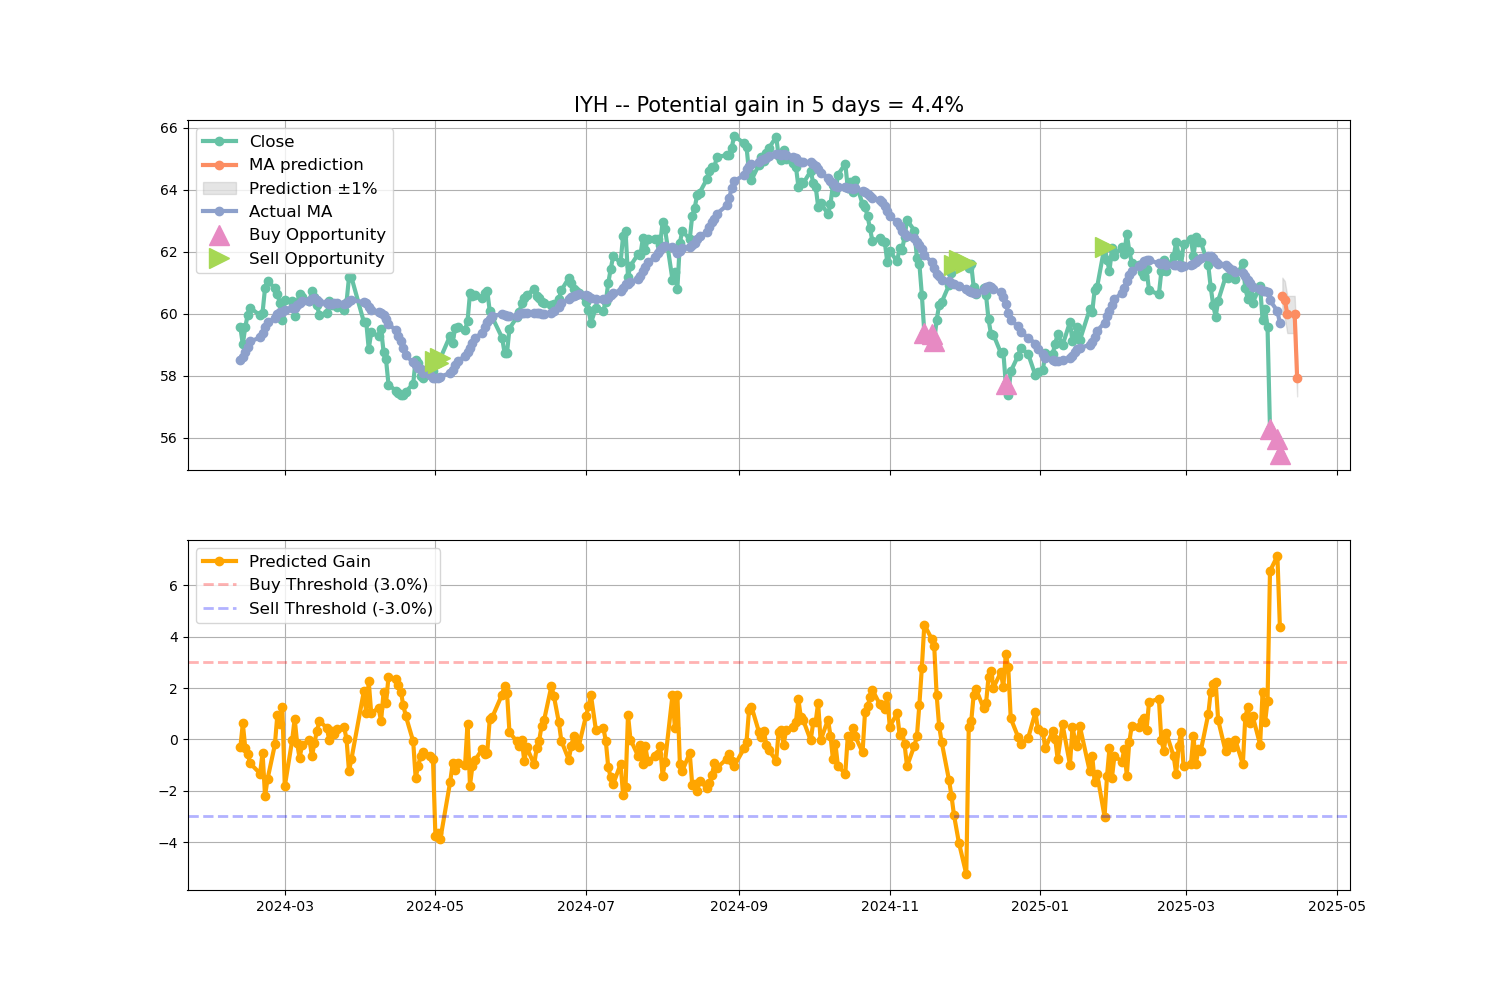 IYH -- Potential gain in 5 days = 4.4%
66
64
62
60
58
56
Close
MA prediction
Prediction ±1%
Actual MA
Buy Opportunity
Sell Opportunity
6
4
2
0
−2
−4
Predicted Gain
Buy Threshold (3.0%)
Sell Threshold (-3.0%)
2024-03
2024-05
2024-07
2024-09
2024-11
2025-01
2025-03
2025-05